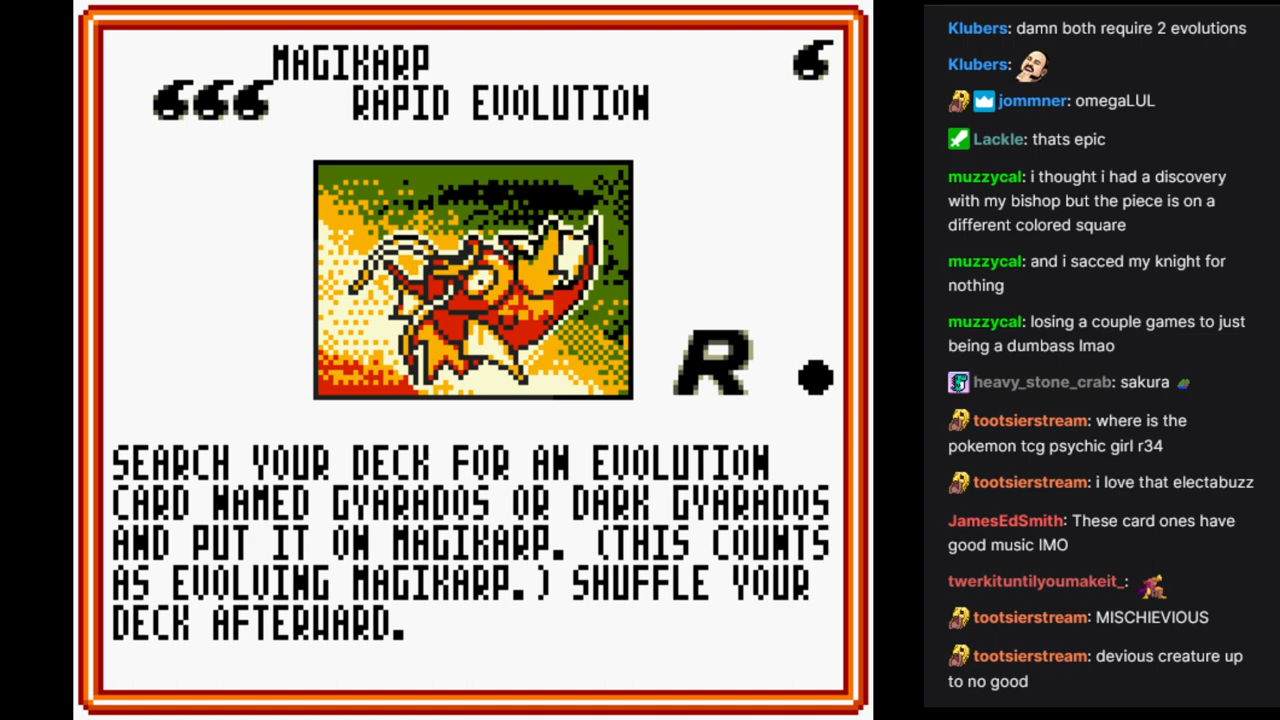 MAGIKARP
RAPID EVOLUTION
R
SEARCH YOUR DECK FOR AN EVOLUTION
CARD NAMED GYARADOS OR DARK GYARADOS
AND PUT IT ON MAGIKARP. (THIS COUNTS
AS EVOLVING MAGIKARP.) SHUFFLE YOUR
DECK AFTERWARD.
Klubers: damn both require 2 evolutions
Klubers:
jommner: omegaLUL
Lackle: thats epic
muzzycal: i thought i had a discovery
with my bishop but the piece is on a
different colored square
muzzycal: and i sacced my knight for
nothing
muzzycal: losing a couple games to just
being a dumbass lmao
heavy_stone_crab: sakura
tootsierstream: where is the
pokemon tcg psychic girl r34
tootsierstream: i love that electabuzz
JamesEdSmith: These card ones have
good music IMO
twerkituntilyoumakeit_:
tootsierstream: MISCHIEVIOUS
tootsierstream: devious creature up
to no good